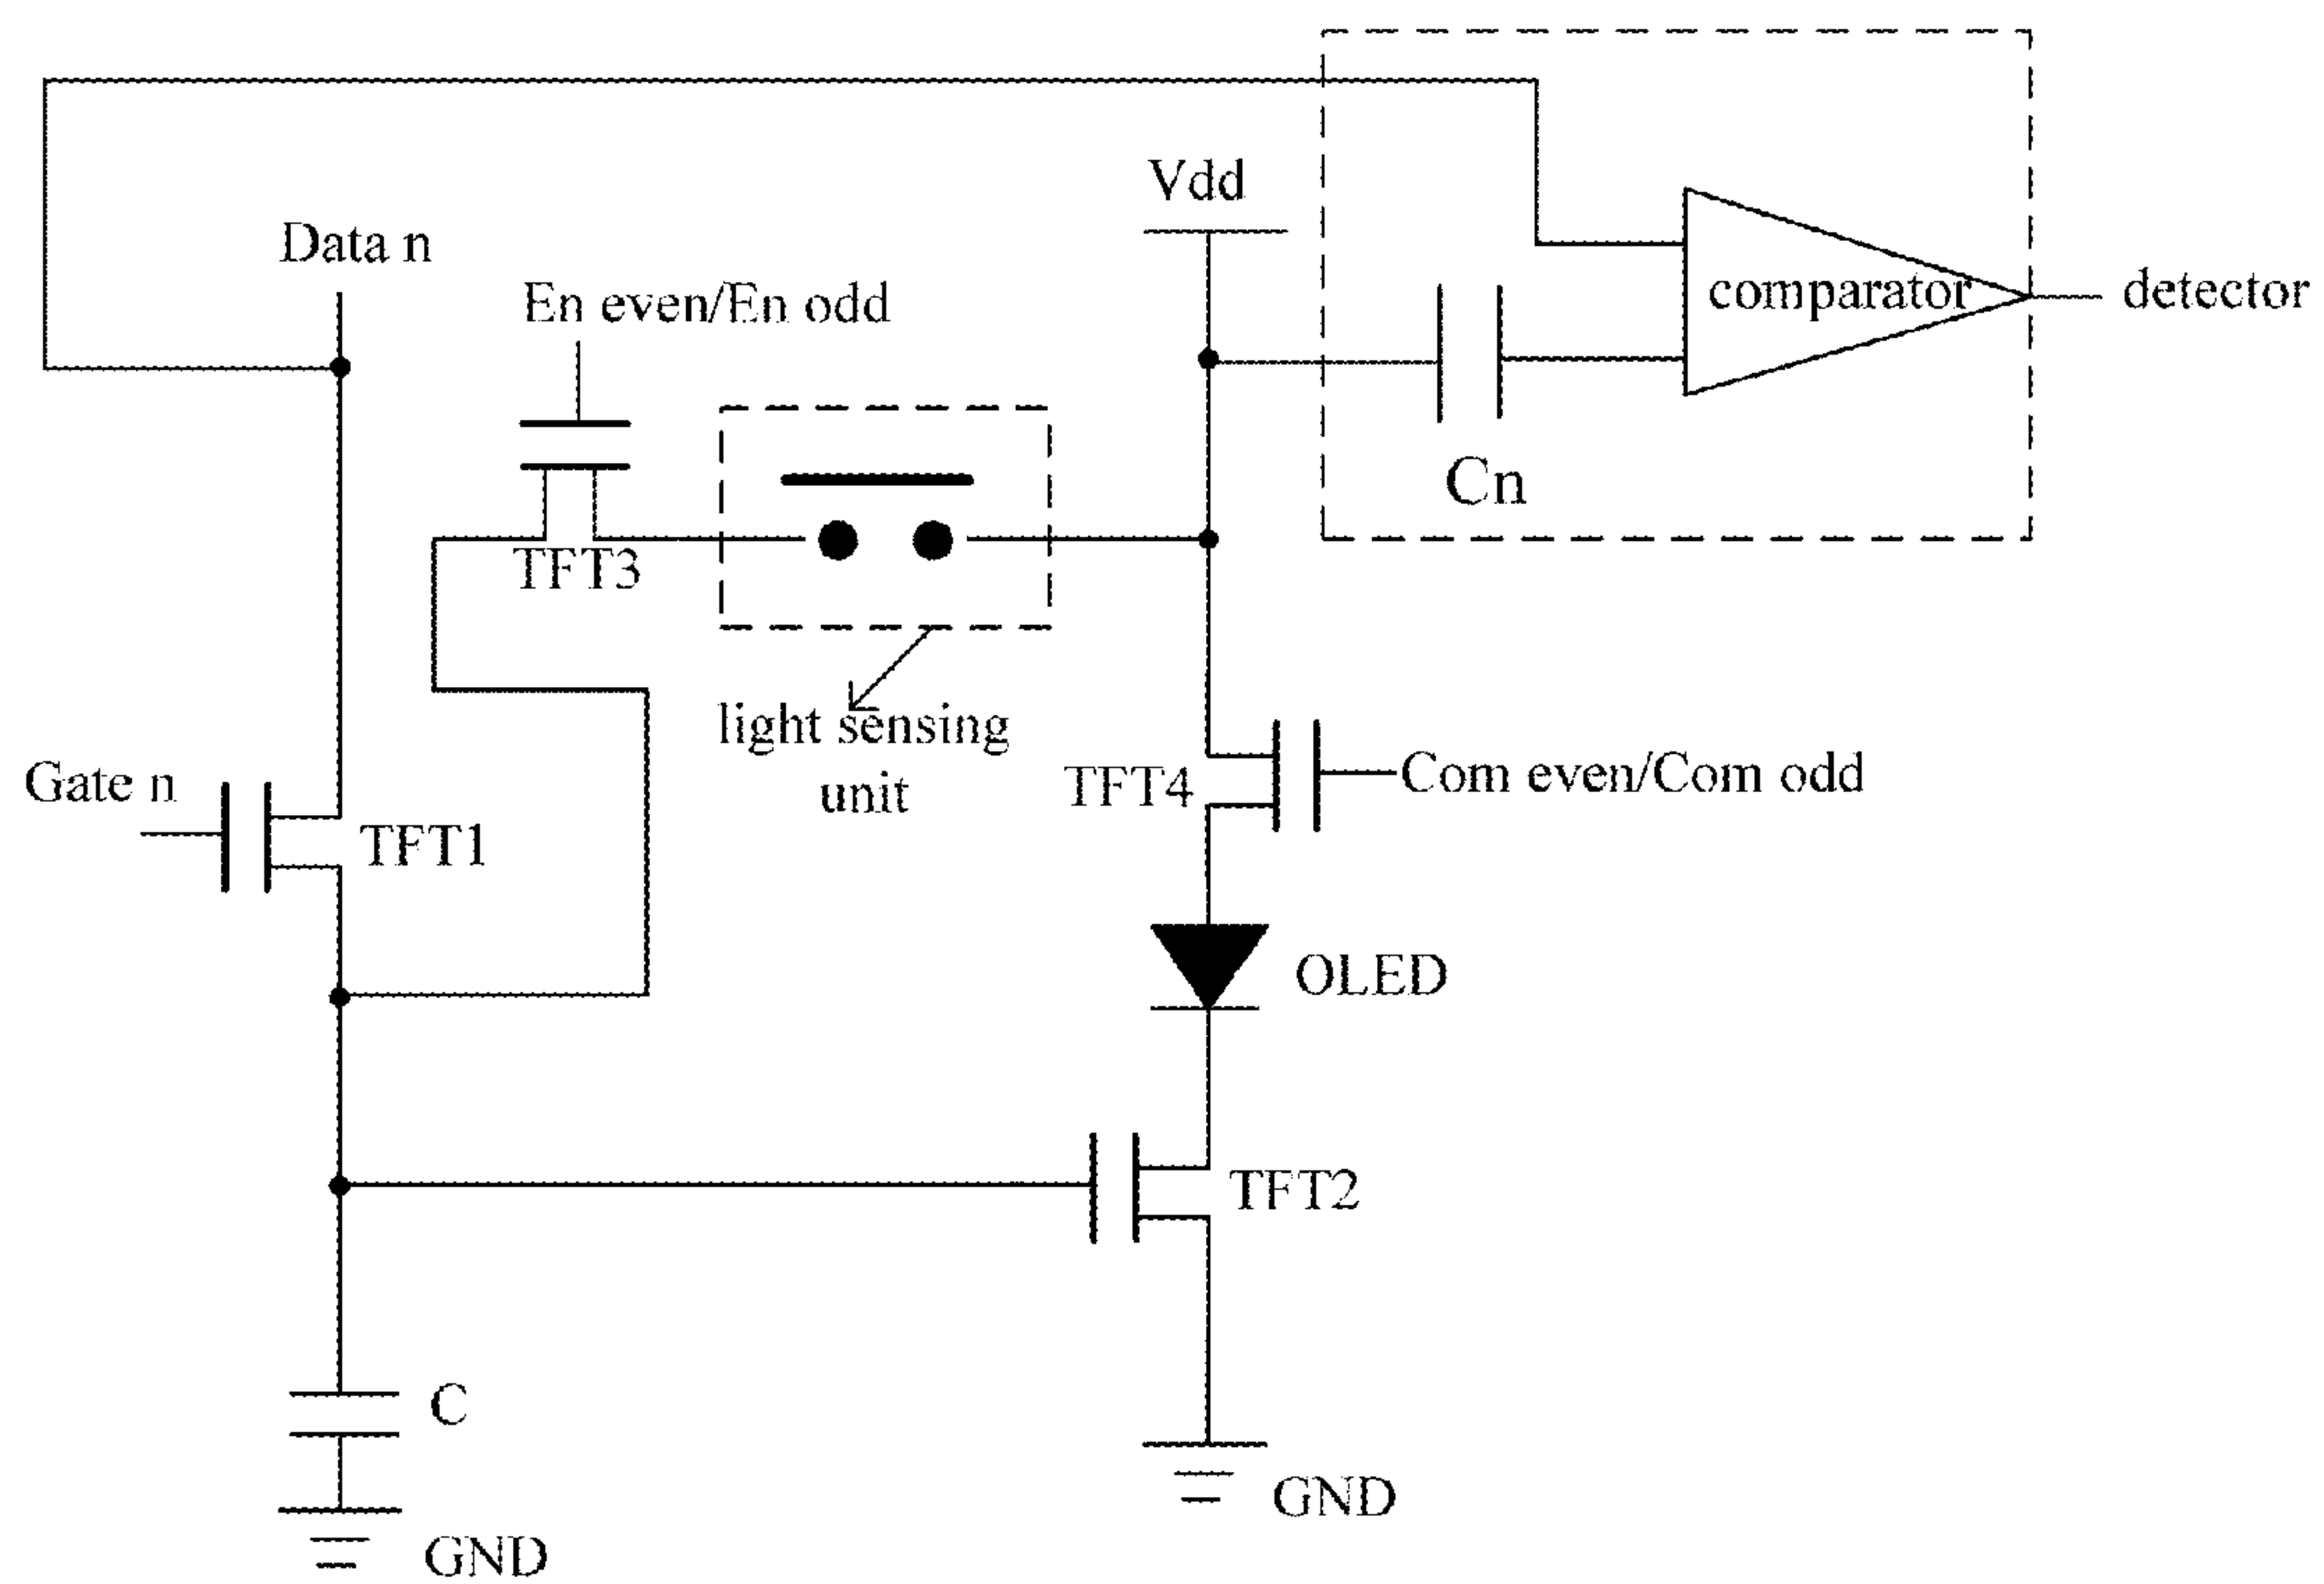 Vdd
Data n
En even/En odd
comparator
detector
Cn
TFT3
light sensing
unit
Gate n
TFT1
TFT4
Com even/Com odd
OLED
TFT2
C
GND
GND